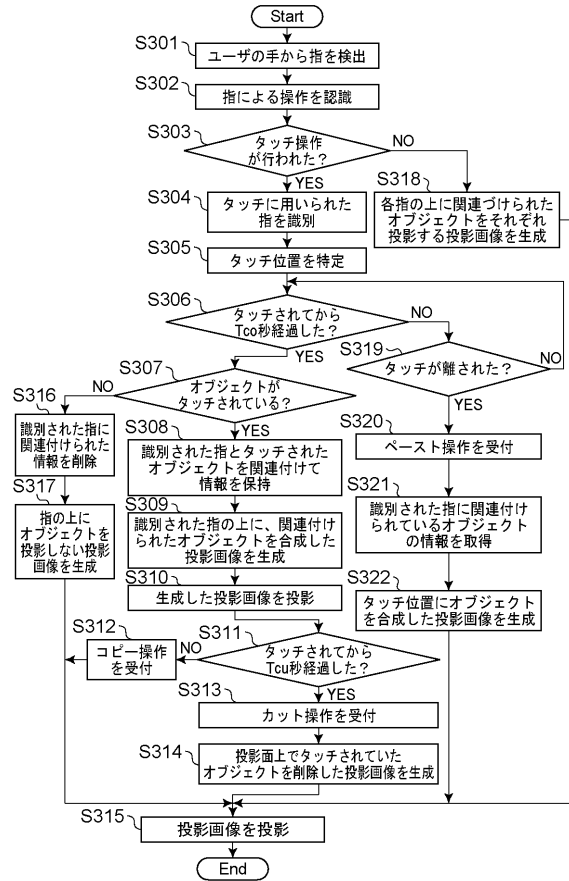 Start
S301
ユーザの手から指を検出
S302
指による操作を認識
S303
タッチ操作
が行われた？
NO
YES
S304
タッチに用いられた
指を識別
S318
各指の上に関連づけられた
オブジェクトをそれぞれ
投影する投影画像を生成
S305
タッチ位置を特定
S306
タッチされてから
Tco秒経過した？
NO
YES
S319
タッチが離された？
NO
YES
S307
オブジェクトが
タッチされている？
NO
YES
S316
識別された指に
関連付けられた
情報を削除
S308
識別された指とタッチされた
オブジェクトを関連付けて
情報を保持
S320
ペースト操作を受付
S317
指の上に
オブジェクトを
投影しない投影
画像を生成
S309
識別された指の上に、関連付け
られたオブジェクトを合成した
投影画像を生成
S321
識別された指に関連付け
られているオブジェクト
の情報を取得
S310
生成した投影画像を投影
S322
タッチ位置にオブジェクト
を合成した投影画像を生成
S311
タッチされてから
Tcu秒経過した？
NO
YES
S312
コピー操作
を受付
S313
カット操作を受付
S314
投影面上でタッチされていた
オブジェクトを削除した投影画像を生成
S315
投影画像を投影
End